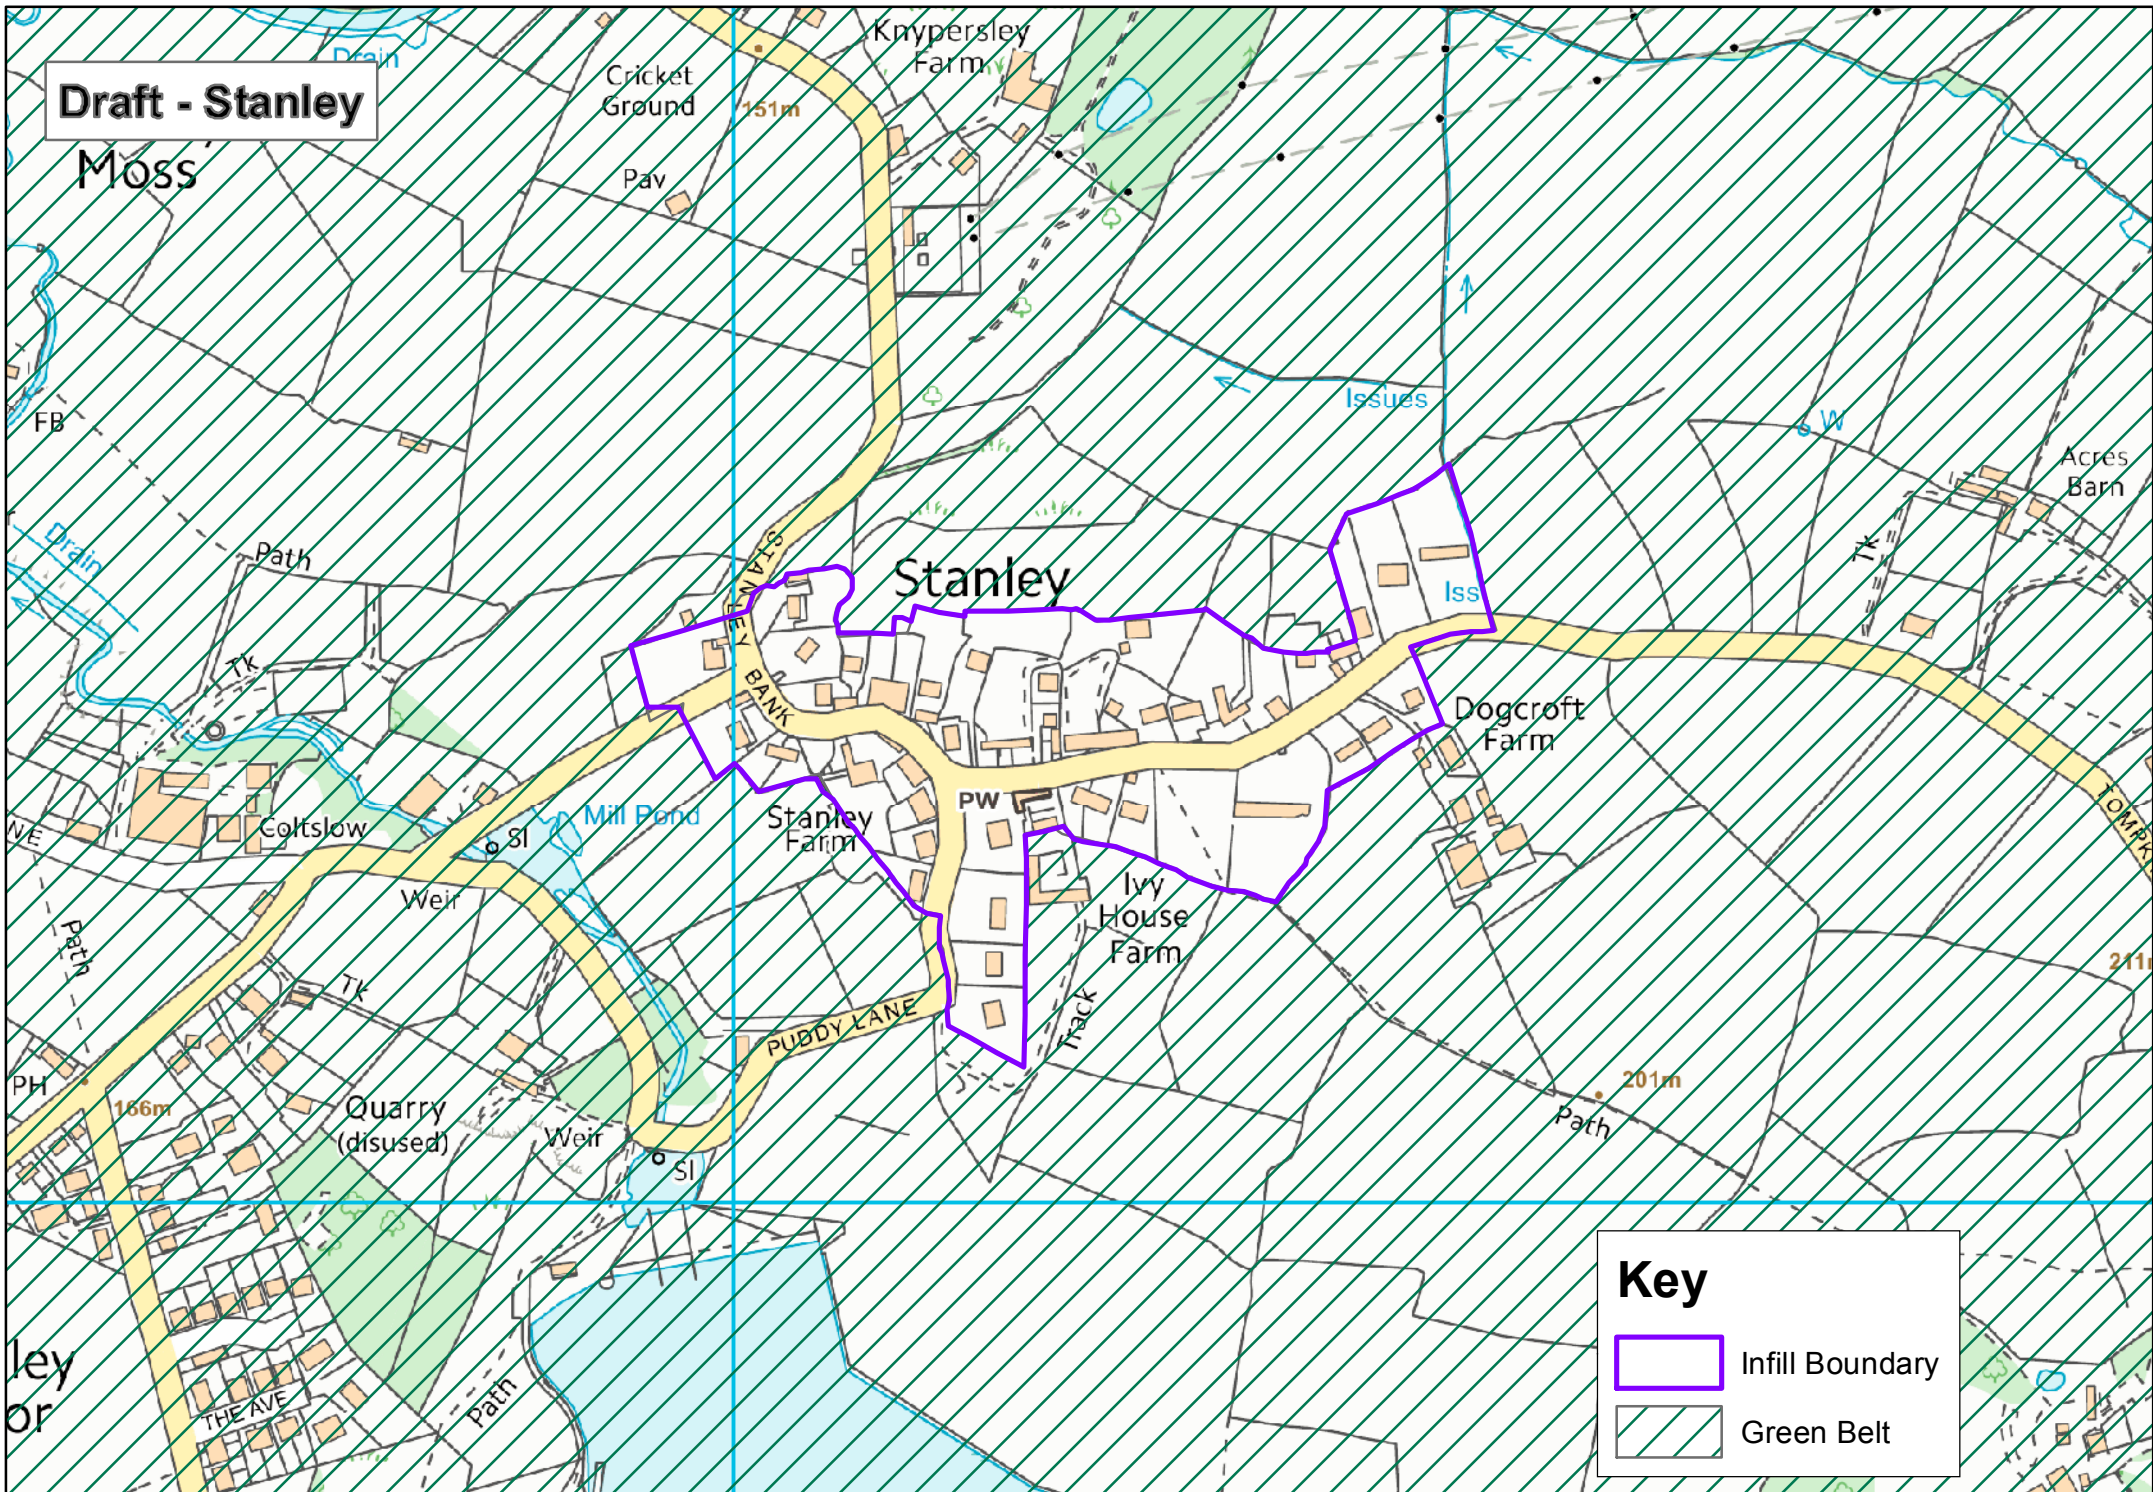 Draft - Stanley
Drain
Moss
Cricket
Ground
151m
Knypersley
Farm
Pav
FB
Issues
W
Acres
Barn
Tk
Drain
Path
Stanley
STANLEY BANK
Iss
Tk
Dogcroft
Farm
PW
Mill Pond
Stanley
Farm
Coltslow
SI
Weir
Ivy
House
Farm
Path
Tk
Track
PUDDY LANE
211m
PH
166m
Quarry
(disused)
Weir
SI
201m
Path
ley
or
THE AVE
Path
Key
Infill Boundary
Green Belt